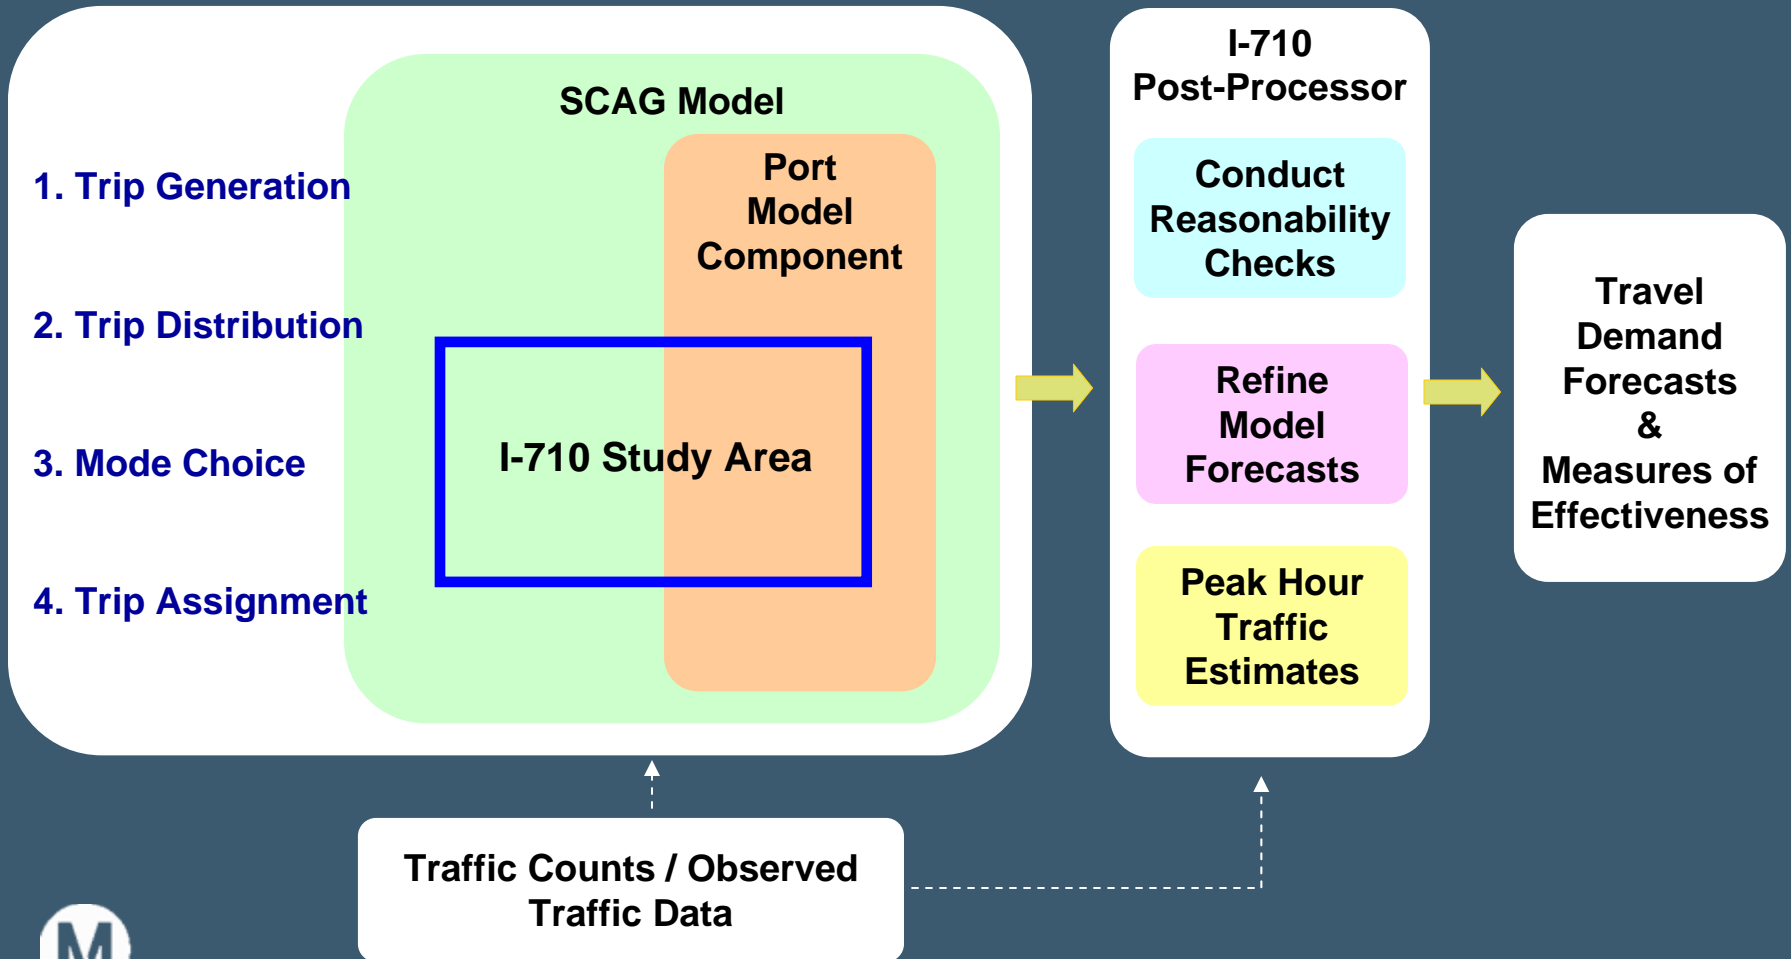 SCAG Model
Port
Model
Component
1. Trip Generation
2. Trip Distribution
3. Mode Choice
4. Trip Assignment
I-710 Study Area
I-710
Post-Processor
Conduct
Reasonability
Checks
Refine
Model
Forecasts
Peak Hour
Traffic
Estimates
Travel
Demand
Forecasts
&
Measures of
Effectiveness
Traffic Counts / Observed
Traffic Data
M